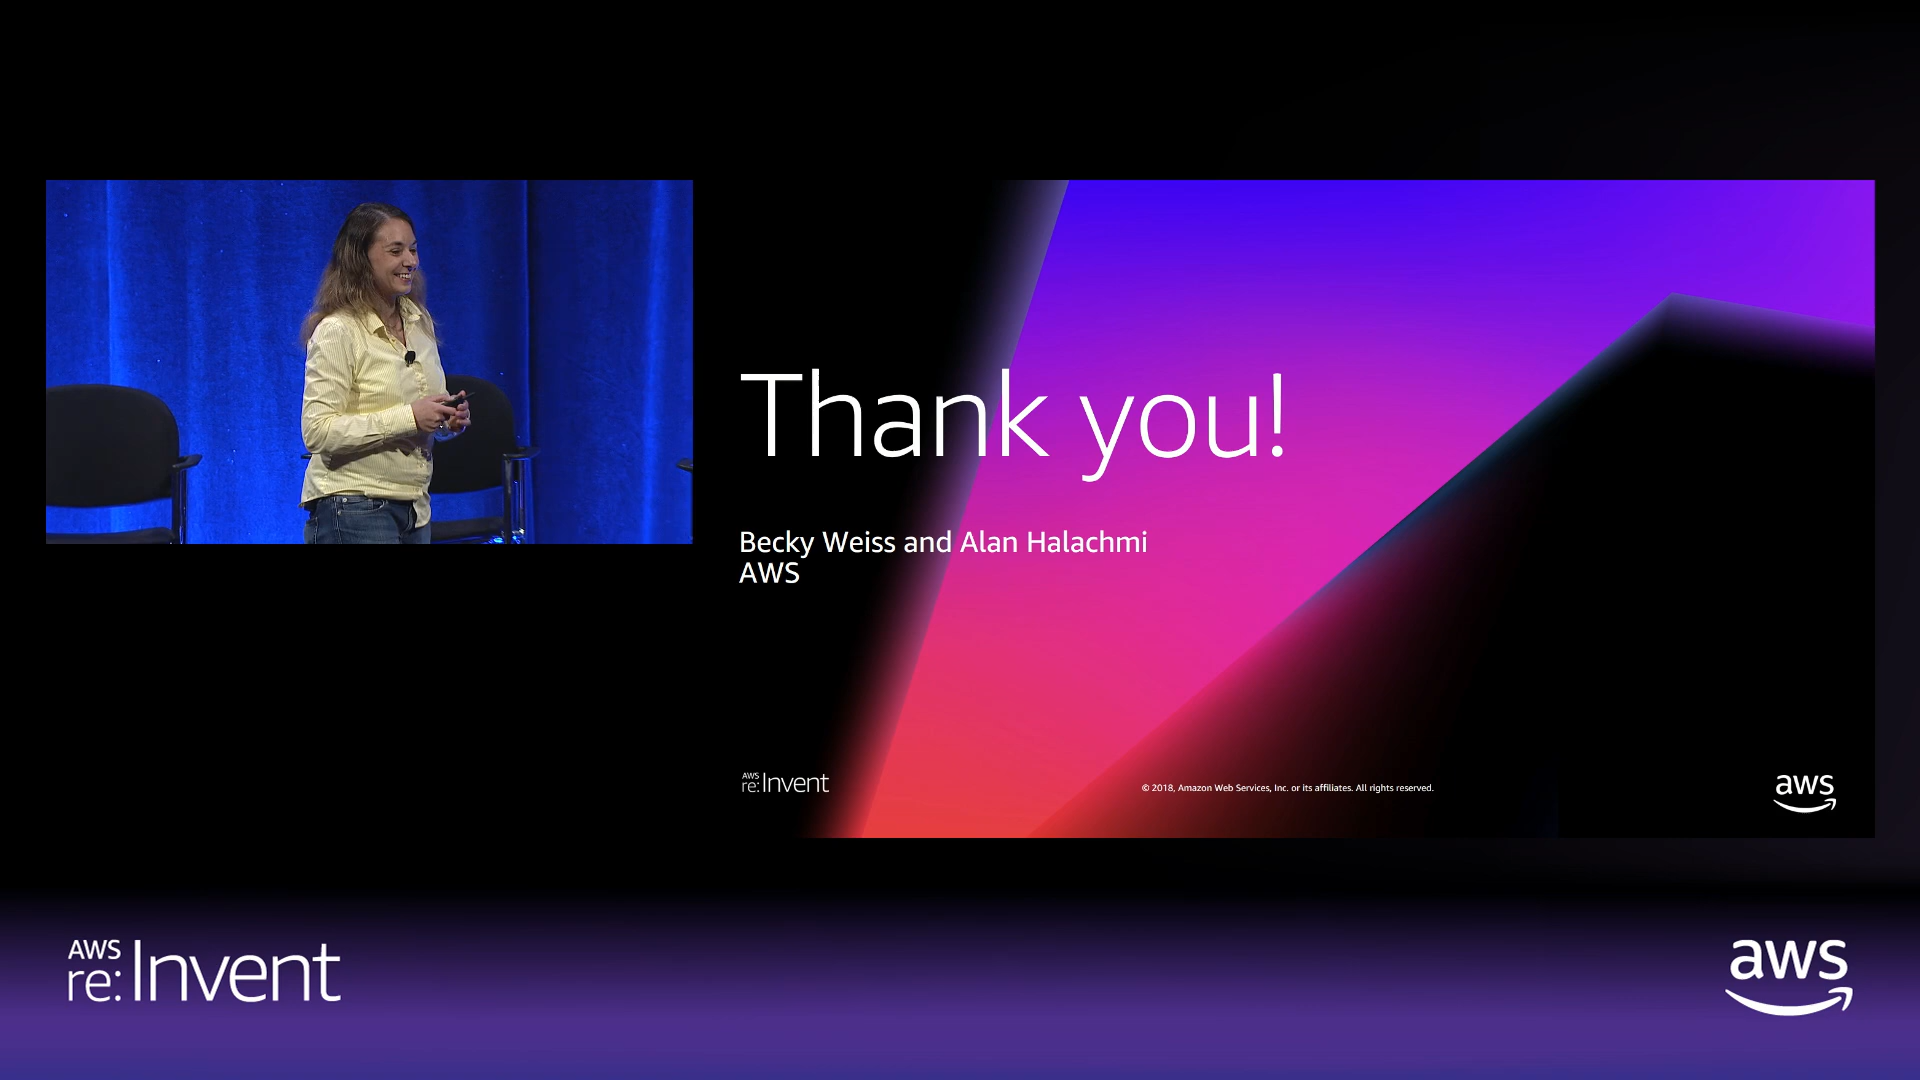 Thank you!
Becky Weiss and Alan Halachmi
AWS
AWS
re:Invent
© 2018, Amazon Web Services, Inc. or its affiliates. All rights reserved.
aws
AWS
re:Invent
aws